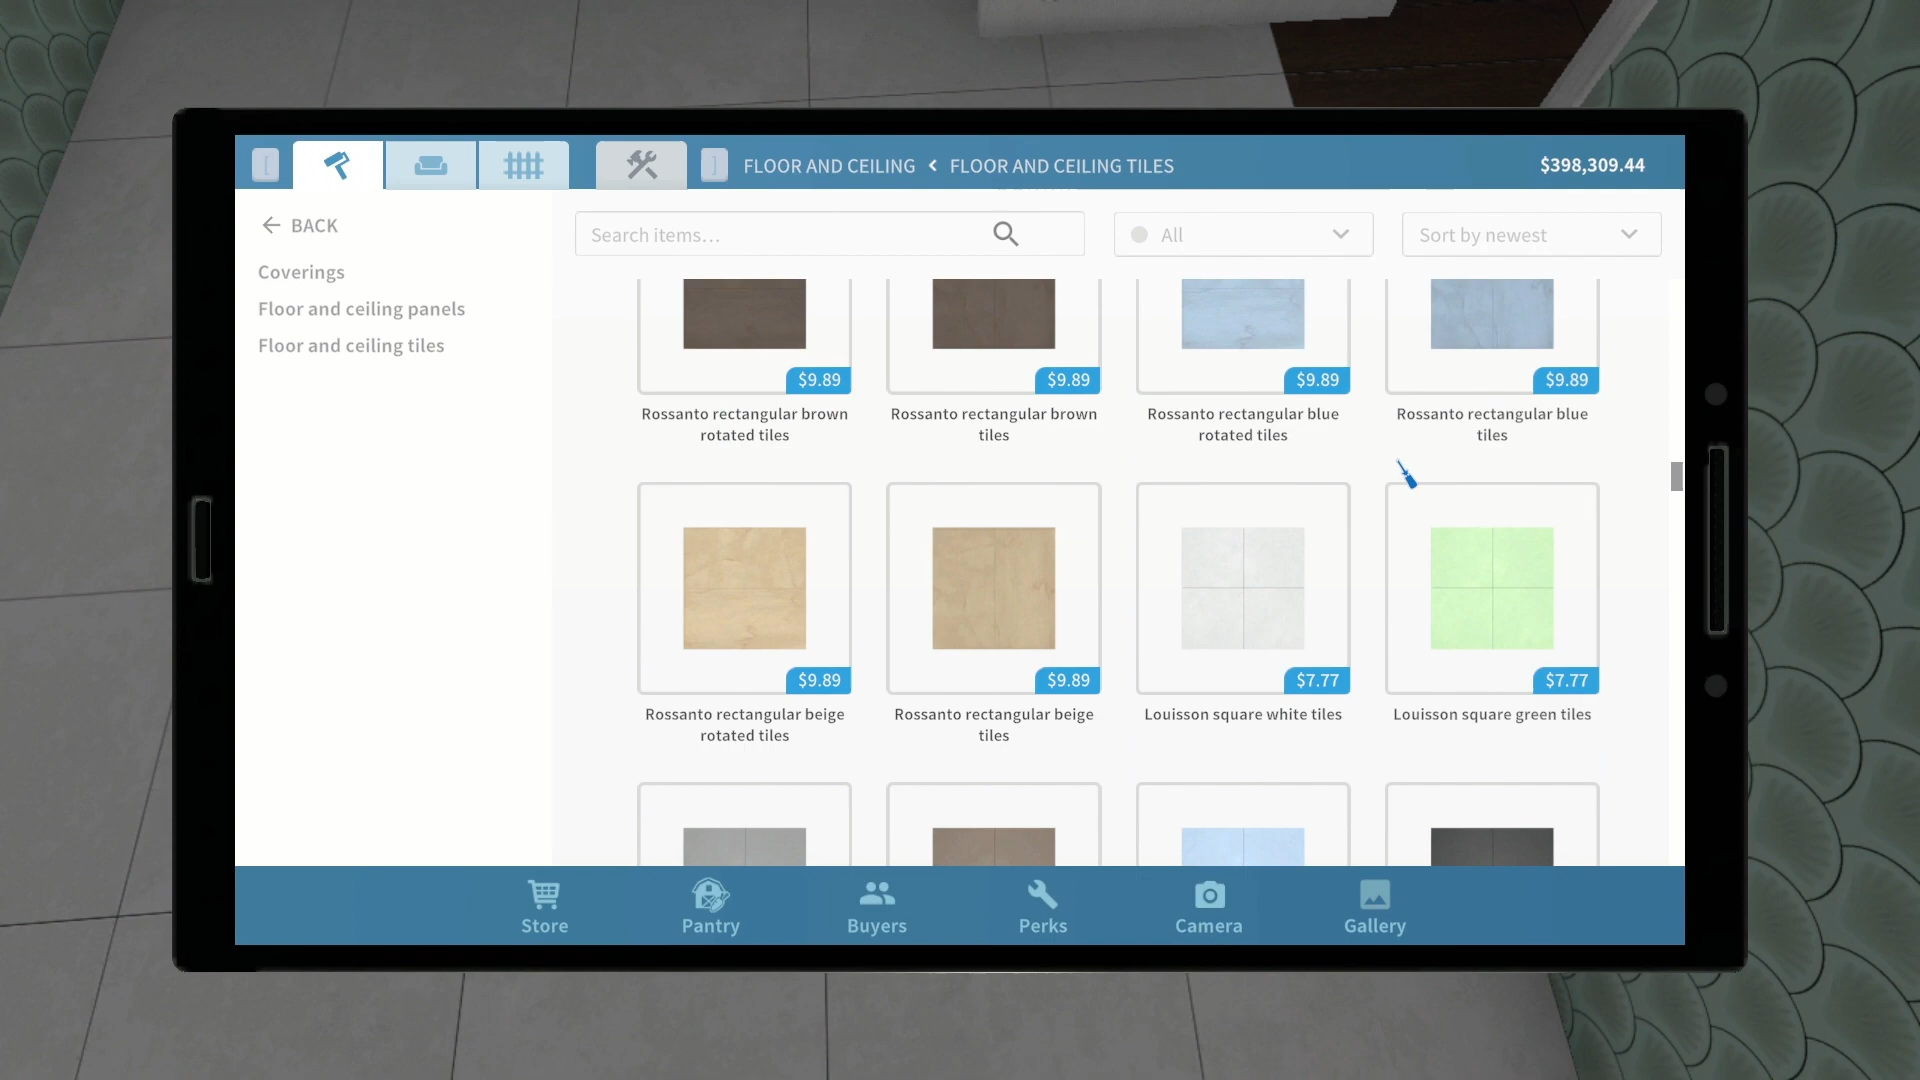 [
]
FLOOR AND CEILING < FLOOR AND CEILING TILES
$398,309.44
BACK
Coverings
Floor and ceiling panels
Floor and ceiling tiles
Search items...
All
Sort by newest
$9.89
$9.89
$9.89
$9.89
Rossanto rectangular brown
rotated tiles
Rossanto rectangular brown
tiles
Rossanto rectangular blue
rotated tiles
Rossanto rectangular blue
tiles
$9.89
$9.89
$7.77
$7.77
Rossanto rectangular beige
rotated tiles
Rossanto rectangular beige
tiles
Louisson square white tiles
Louisson square green tiles
Store
Pantry
Buyers
Perks
Camera
Gallery